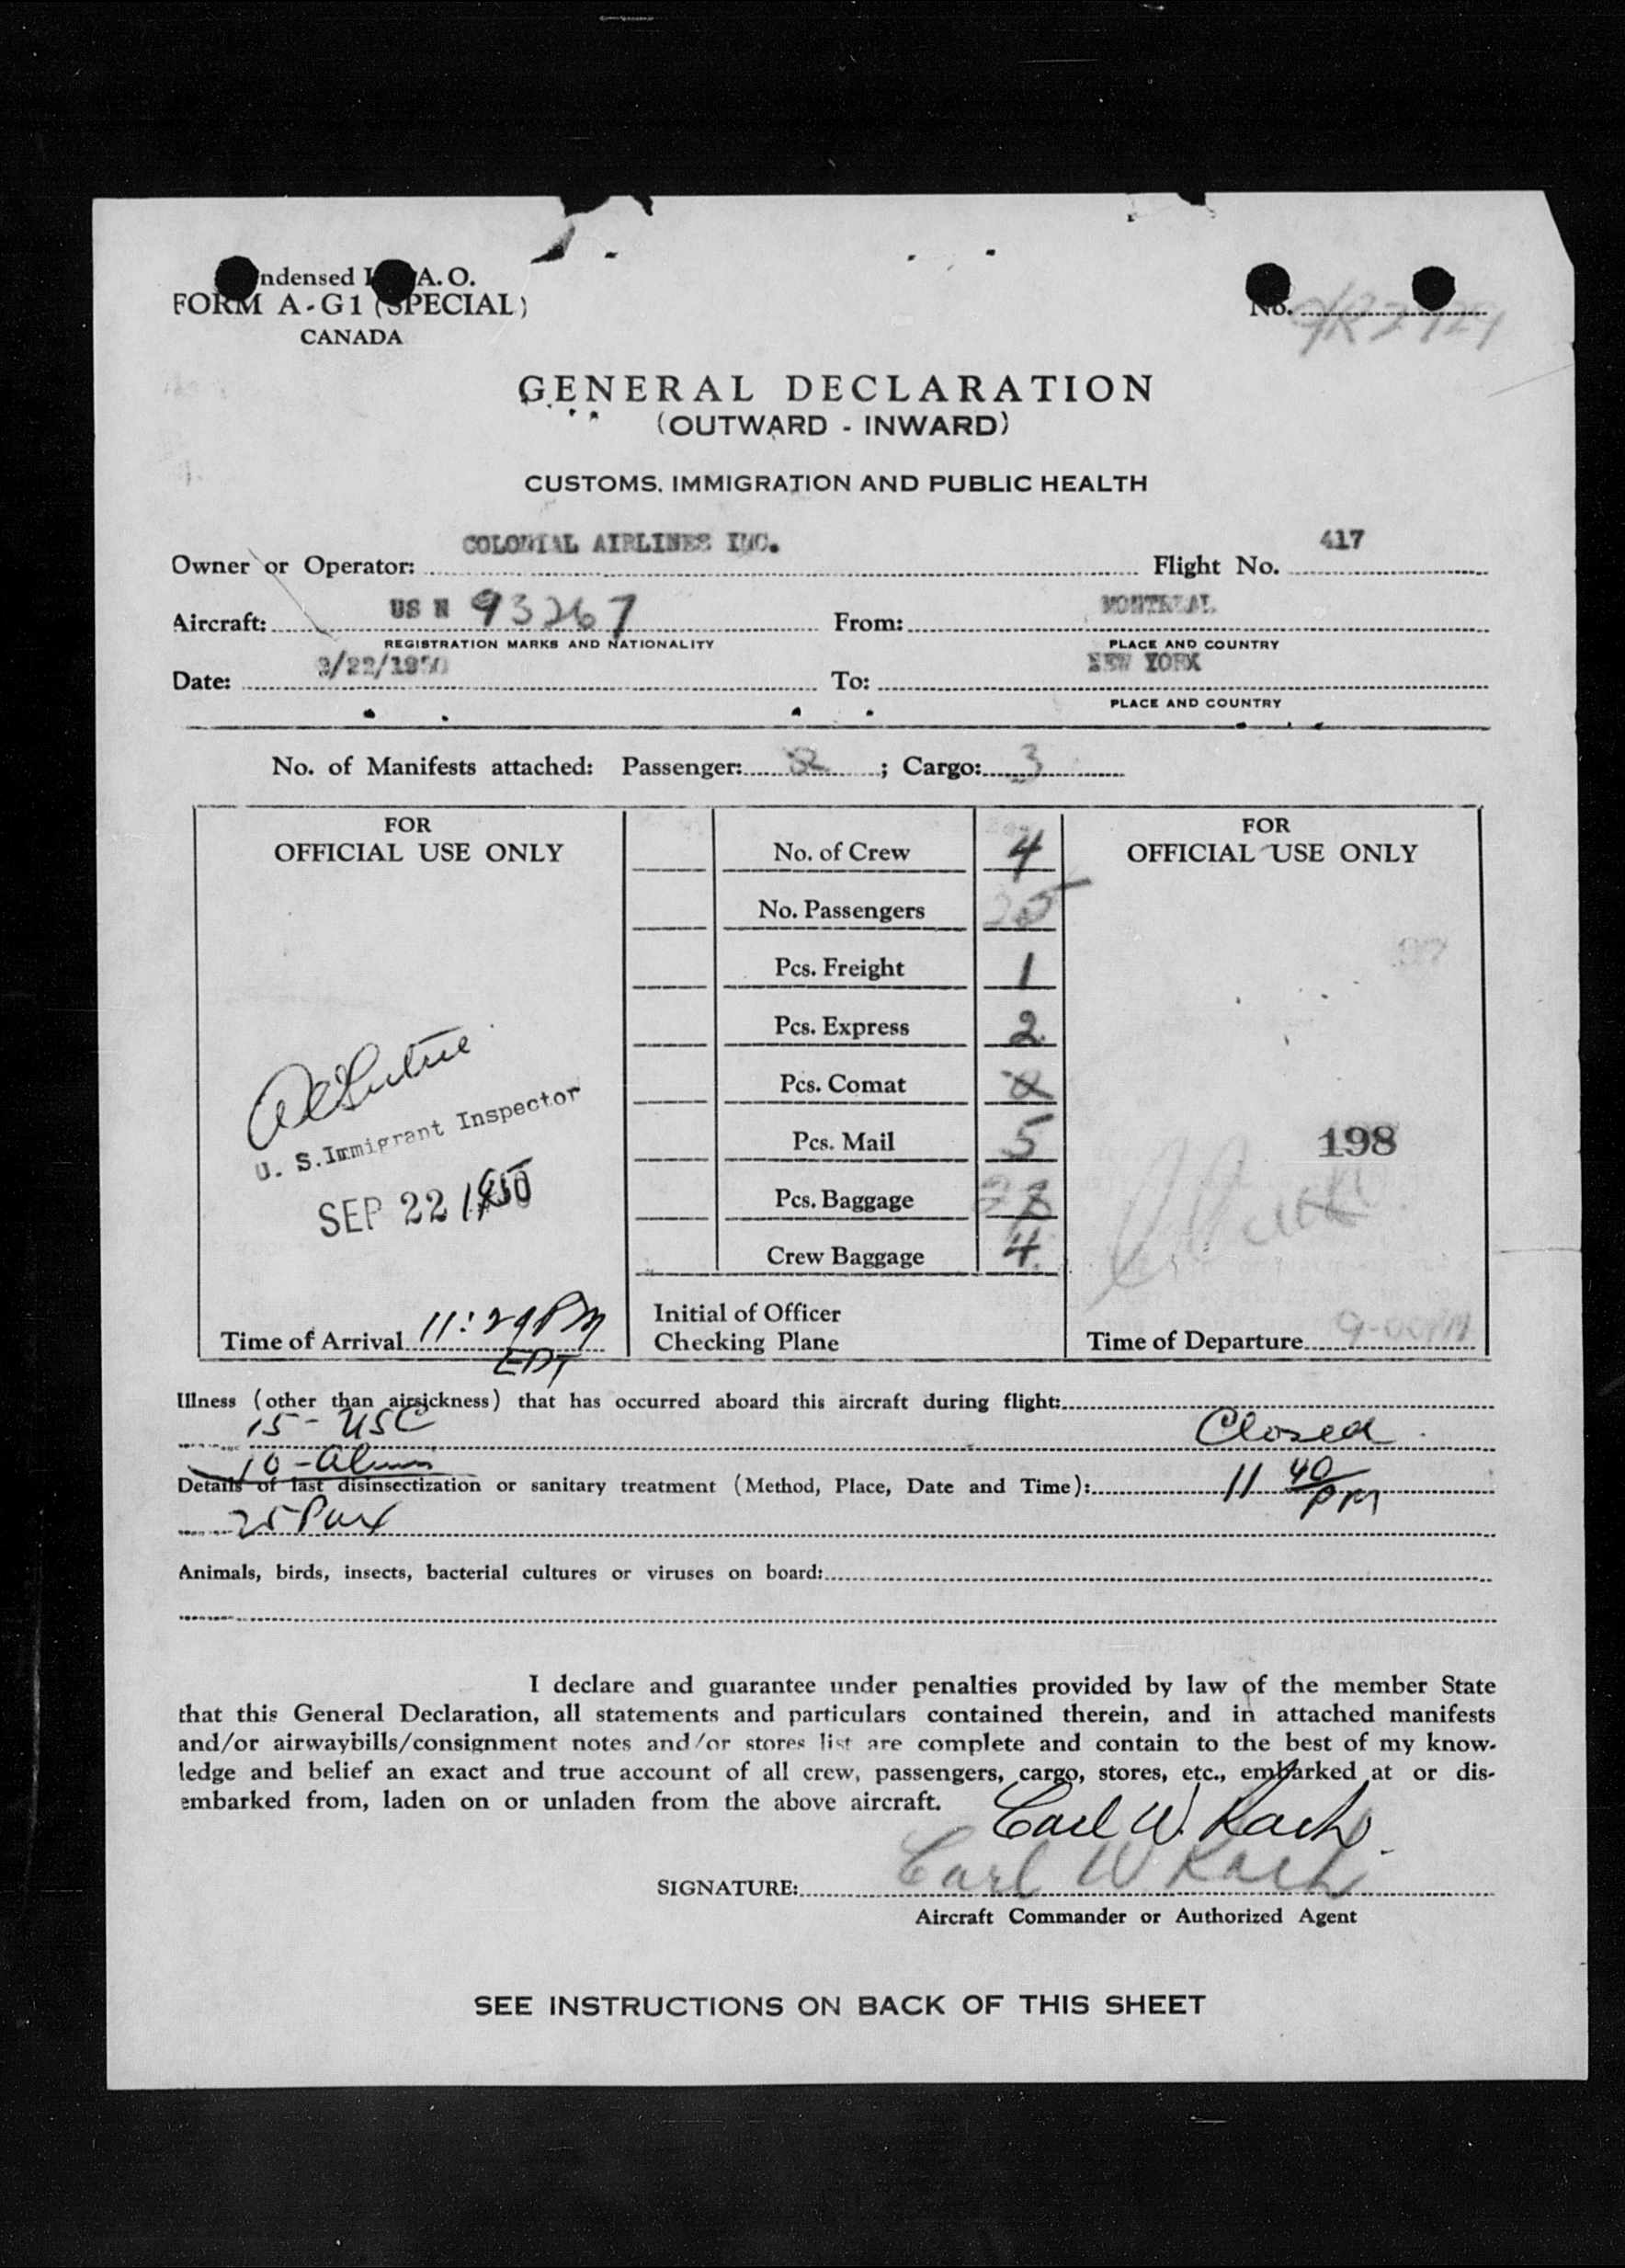 ndensed I A. O.
FORM A-G1 (SPECIAL)
CANADA
No.
GENERAL DECLARATION
(OUTWARD - INWARD)
CUSTOMS, IMMIGRATION AND PUBLIC HEALTH
Owner or Operator: COLONIAL AIRLINES INC. Flight No. 417
Aircraft: US N 93267 From: MONTREAL
REGISTRATION MARKS AND NATIONALITY PLACE AND COUNTRY
Date: 9/22/1950 To: NEW YORK
PLACE AND COUNTRY
No. of Manifests attached: Passenger: 2 ; Cargo: 3
FOR
OFFICIAL USE ONLY
No. of Crew 4
No. Passengers 25
Pcs. Freight 1
Pcs. Express 2
Pcs. Comat
Pcs. Mail 5
Pcs. Baggage
Crew Baggage 4
U. S. Immigrant Inspector
SEP 22 1950
Time of Arrival 11:29 PM
EDT
Initial of Officer
Checking Plane
FOR
OFFICIAL USE ONLY
198
Time of Departure 9-00PM
Illness (other than airsickness) that has occurred aboard this aircraft during flight:
15-USC Closed
10-Aliens
Details of last disinsectization or sanitary treatment (Method, Place, Date and Time): 11 40 PM
25 Pax
Animals, birds, insects, bacterial cultures or viruses on board:
I declare and guarantee under penalties provided by law of the member State
that this General Declaration, all statements and particulars contained therein, and in attached manifests
and/or airwaybills/consignment notes and/or stores list are complete and contain to the best of my know-
ledge and belief an exact and true account of all crew, passengers, cargo, stores, etc., embarked at or dis-
embarked from, laden on or unladen from the above aircraft.
Carl W. Rach
SIGNATURE: Carl W Rach
Aircraft Commander or Authorized Agent
SEE INSTRUCTIONS ON BACK OF THIS SHEET